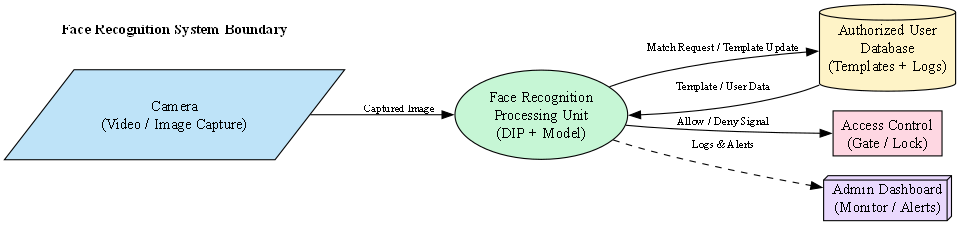 Face Recognition System Boundary
Camera
(Video / Image Capture)
Captured Image
Face Recognition
Processing Unit
(DIP + Model)
Match Request / Template Update
Template / User Data
Allow / Deny Signal
Logs & Alerts
Authorized User
Database
(Templates + Logs)
Access Control
(Gate / Lock)
Admin Dashboard
(Monitor / Alerts)